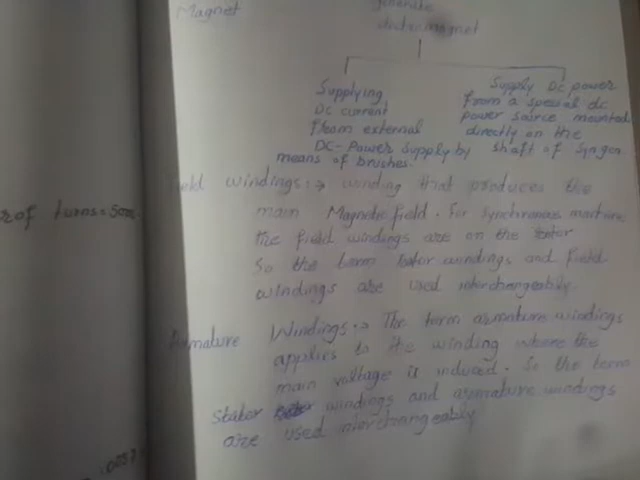 Magnet
generate
electromagnet
Supplying
DC current
from external
DC-Power supply by
means of brushes.
Supply DC power
from a special dc
power source mounted
directly on the
shaft of Syngen
Field windings:→ winding that produces the
main Magnetic field. For synchronous machine
the field windings are on the rotor
So the term rotor windings and field
windings are used interchangeably
Armature Windings:→ The term armature windings
applies to the winding where the
main voltage is induced. So the term
Stator windings and armature windings
are used interchangeably
r of turns = 500